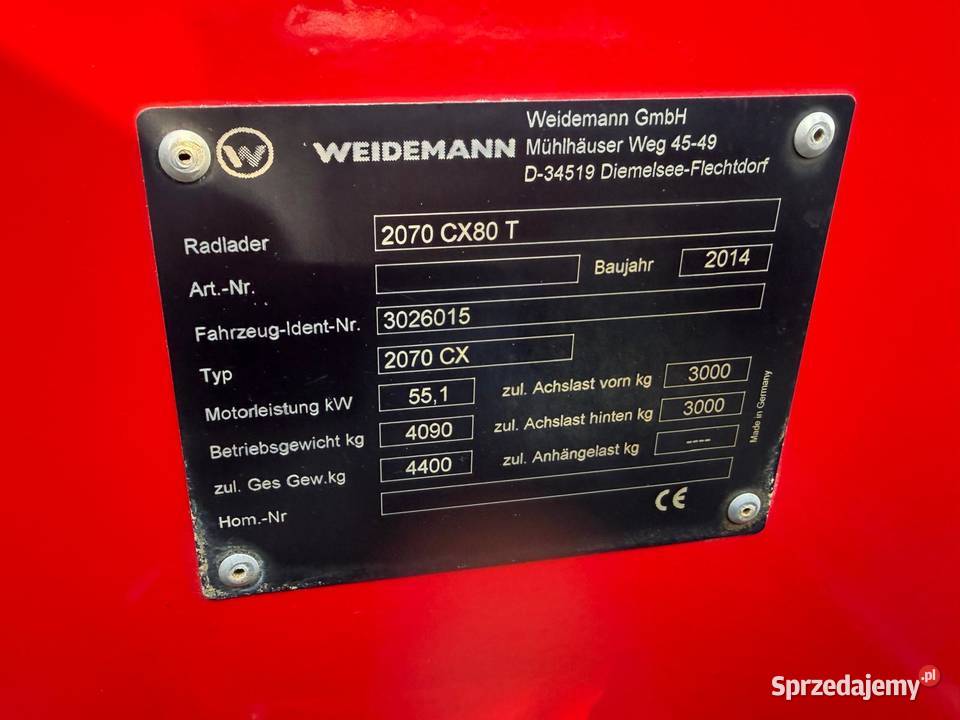 W WEIDEMANN
Weidemann GmbH
Mühlhäuser Weg 45-49
D-34519 Diemelsee-Flechtdorf
Radlader 2070 CX80 T
Art.-Nr. Baujahr 2014
Fahrzeug-Ident-Nr. 3026015
Typ 2070 CX
Motorleistung kW 55,1 zul. Achslast vorn kg 3000
Betriebsgewicht kg 4090 zul. Achslast hinten kg 3000
zul. Ges Gew.kg 4400 zul. Anhängelast kg ----
Hom.-Nr CE
Made in Germany
Sprzedajemy.pl